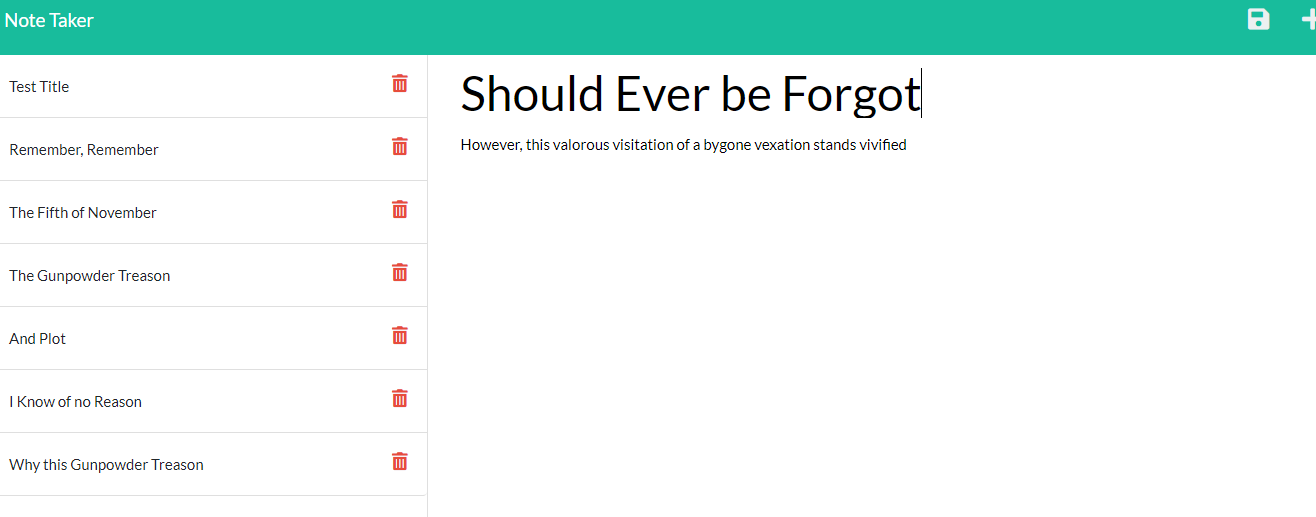 Note Taker
Test Title
Remember, Remember
The Fifth of November
The Gunpowder Treason
And Plot
I Know of no Reason
Why this Gunpowder Treason
Should Ever be Forgot
However, this valorous visitation of a bygone vexation stands vivified